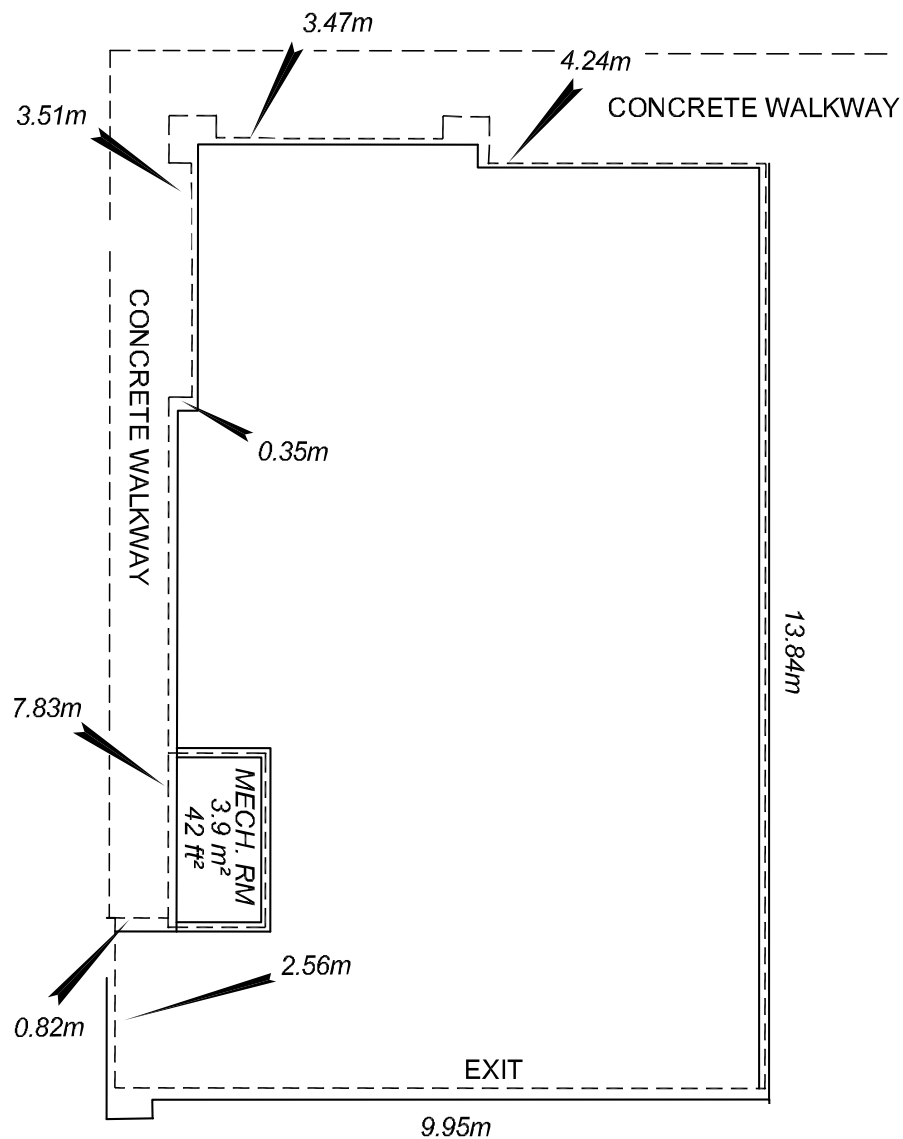 3.47m
4.24m
CONCRETE WALKWAY
3.51m
CONCRETE WALKWAY
0.35m
13.84m
7.83m
MECH. RM
3.9 m²
42 ft²
2.56m
0.82m
EXIT
9.95m